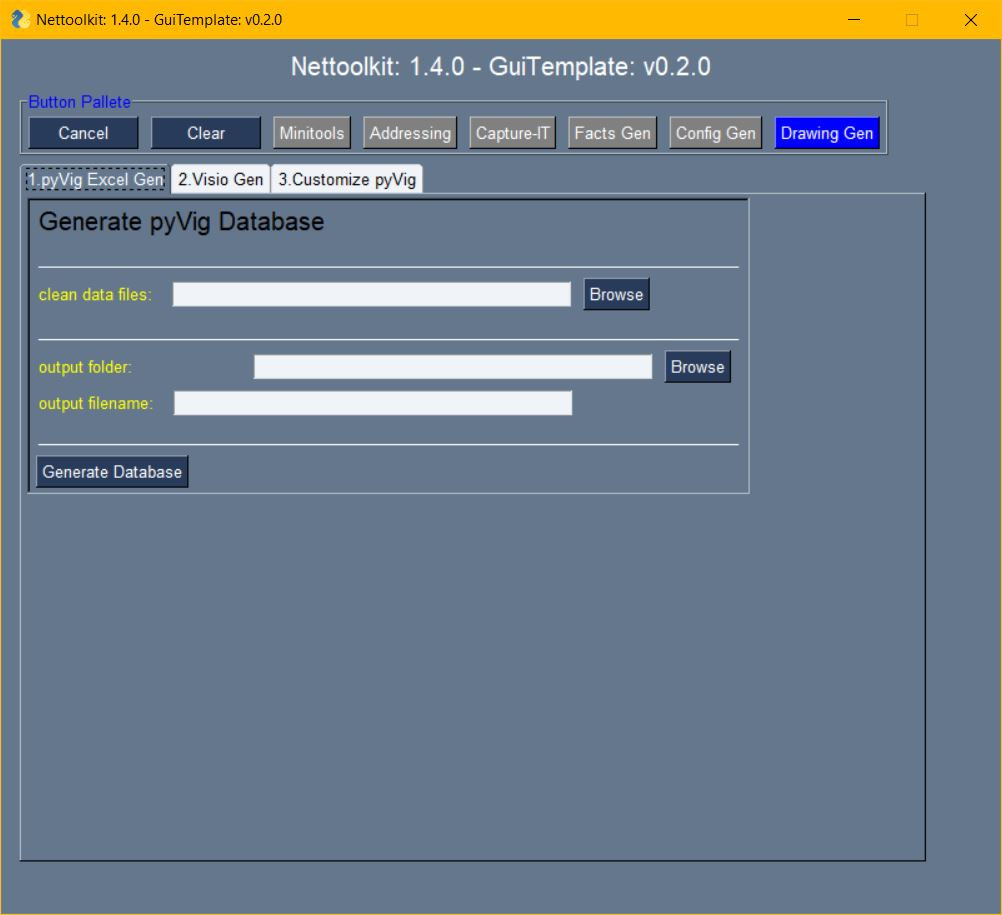 Nettoolkit: 1.4.0 - GuiTemplate: v0.2.0
Nettoolkit: 1.4.0 - GuiTemplate: v0.2.0
Button Pallete
Cancel Clear Minitools Addressing Capture-IT Facts Gen Config Gen Drawing Gen
1.pyVig Excel Gen 2.Visio Gen 3.Customize pyVig
Generate pyVig Database
clean data files: Browse
output folder: Browse
output filename:
Generate Database